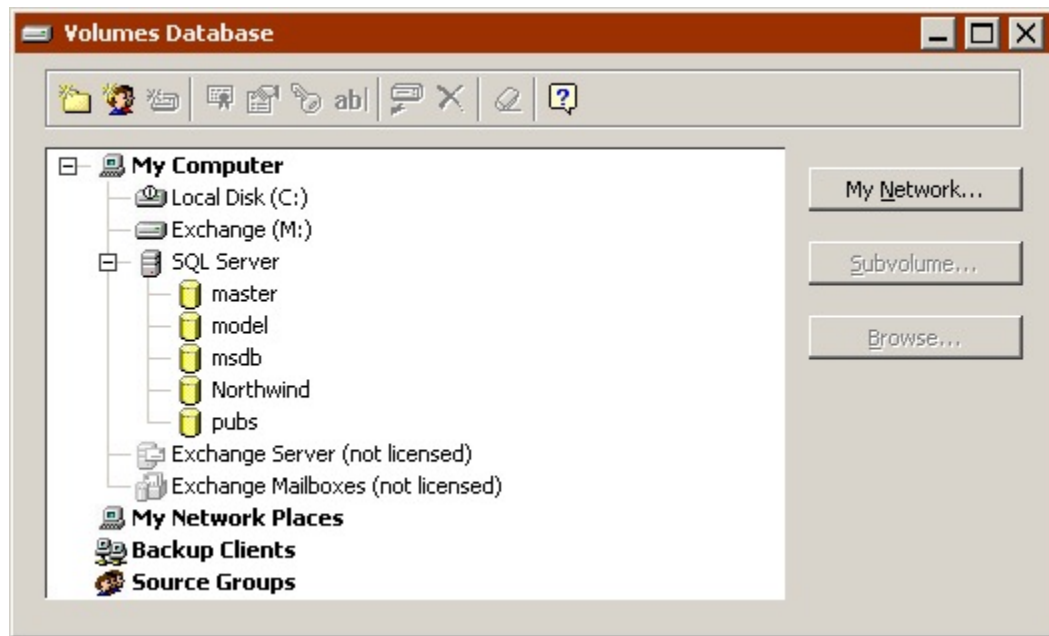 Volumes Database
ab|
My Computer
Local Disk (C:)
Exchange (M:)
SQL Server
master
model
msdb
Northwind
pubs
Exchange Server (not licensed)
Exchange Mailboxes (not licensed)
My Network Places
Backup Clients
Source Groups
My Network...
Subvolume...
Browse...